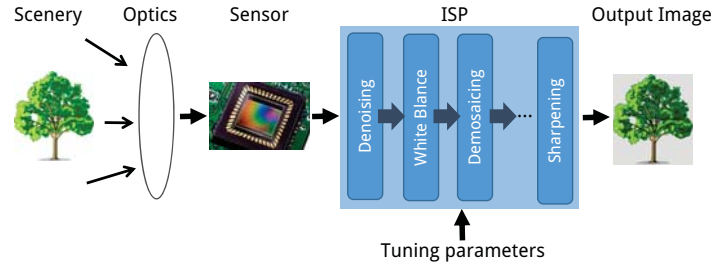 Scenery
Optics
Sensor
ISP
Output Image
Denoising
White Blance
Demosaicing
...
Sharpening
Tuning parameters